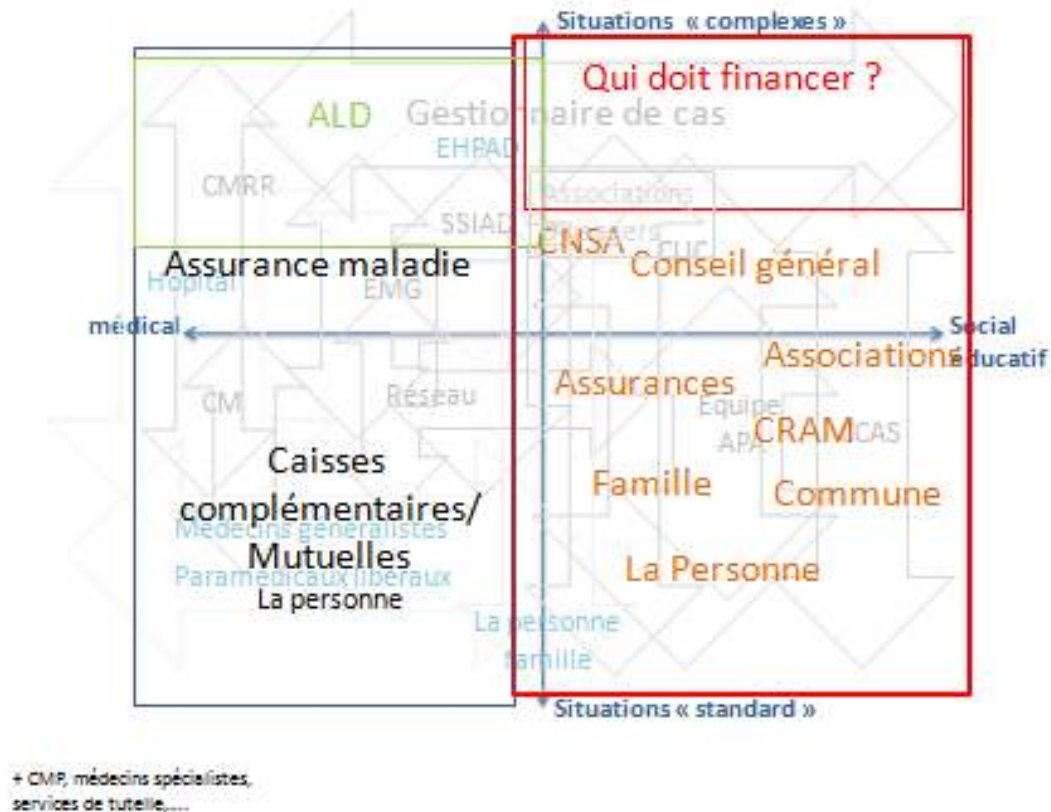 Situations « complexes »
Qui doit financer ?
ALD
Gestionnaire de cas
EHPAD
CMRR
Associations
SSIAD
CNSA
Conseil général
Assurance maladie
Hôpital
EMG
médical
Social
éducatif
Associations
Assurances
CM
Réseau
Equipe
APA
CRAM
CAS
Caisses
complémentaires/
Mutuelles
Famille
Commune
Médecins généralistes
Paramédicaux libéraux
La personne
La Personne
La personne
famille
Situations « standard »
+ CMP, médecins spécialistes,
services de tutelle,....